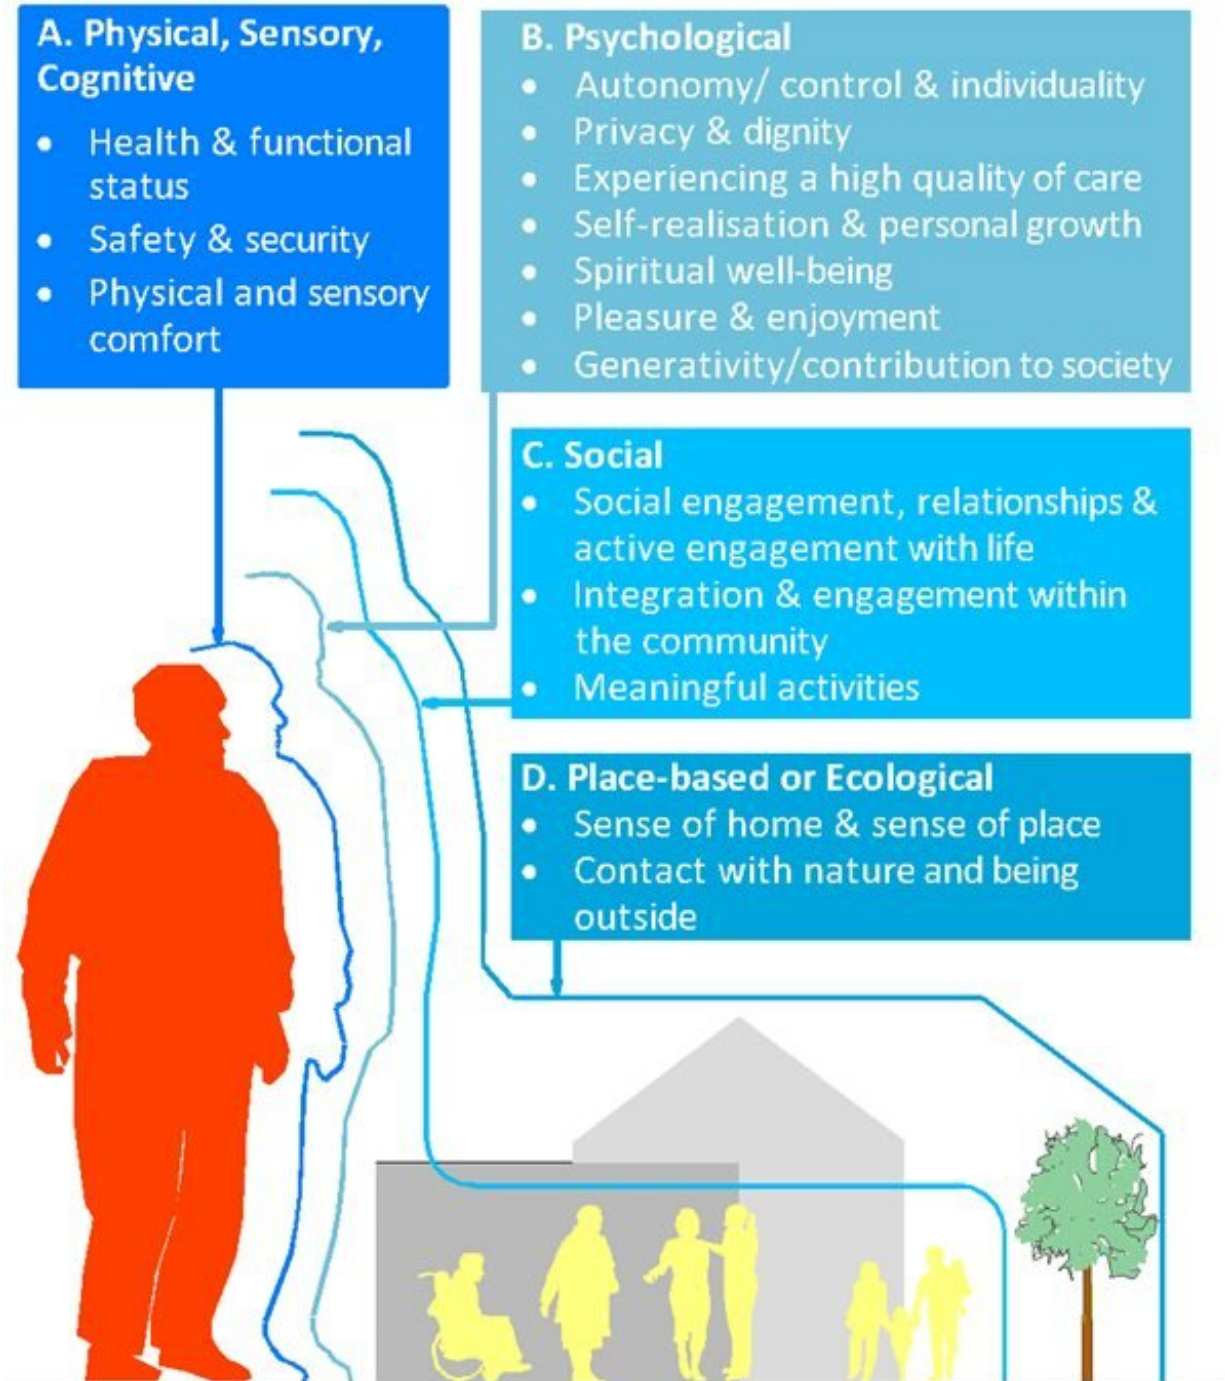 A. Physical, Sensory,
Cognitive
• Health & functional
status
• Safety & security
• Physical and sensory
comfort
B. Psychological
• Autonomy/ control & individuality
• Privacy & dignity
• Experiencing a high quality of care
• Self-realisation & personal growth
• Spiritual well-being
• Pleasure & enjoyment
• Generativity/contribution to society
C. Social
• Social engagement, relationships &
active engagement with life
• Integration & engagement within
the community
• Meaningful activities
D. Place-based or Ecological
• Sense of home & sense of place
• Contact with nature and being
outside